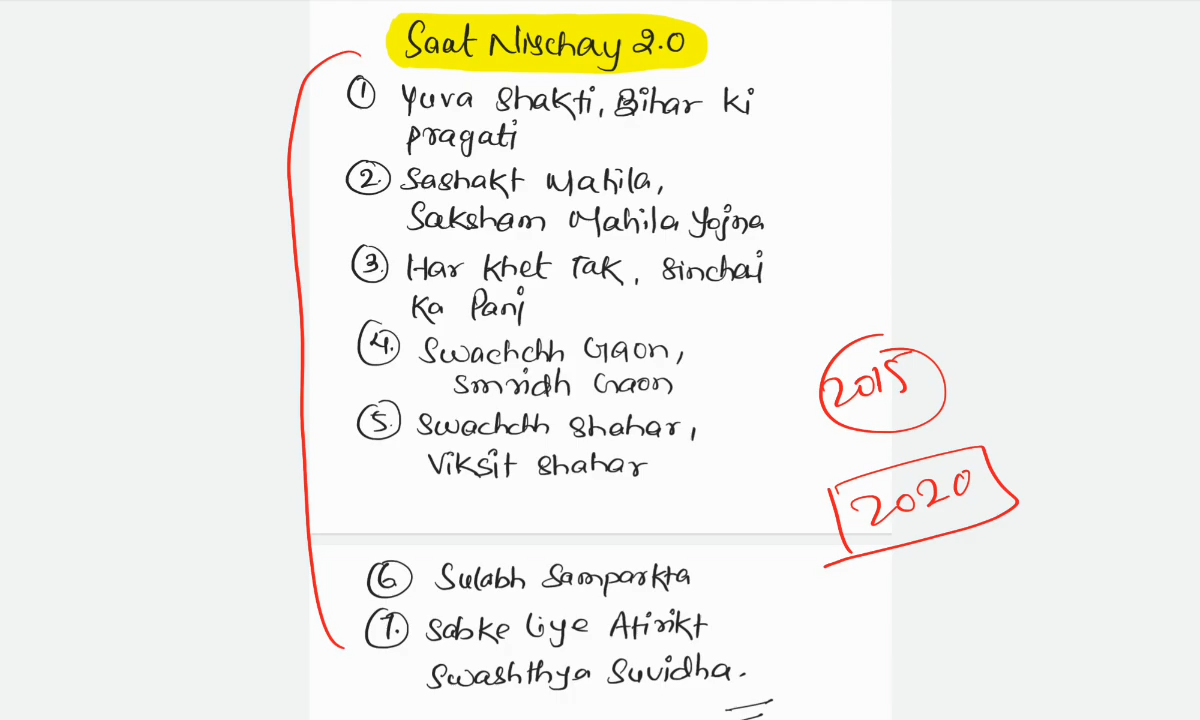 Saat Nischay 2.0
① Yuva Shakti, Bihar ki
Pragati
② Sashakt Mahila,
Saksham Mahila Yojna
③. Har Khet Tak, Sinchai
Ka Pani
④. Swachchh Gaon,
Smridh Gaon
⑤. Swachchh Shahar,
Viksit Shahar
2015
2020
⑥ Sulabh Samparkta
⑦. Sabke liye Atirikt
Swashthya Suvidha.